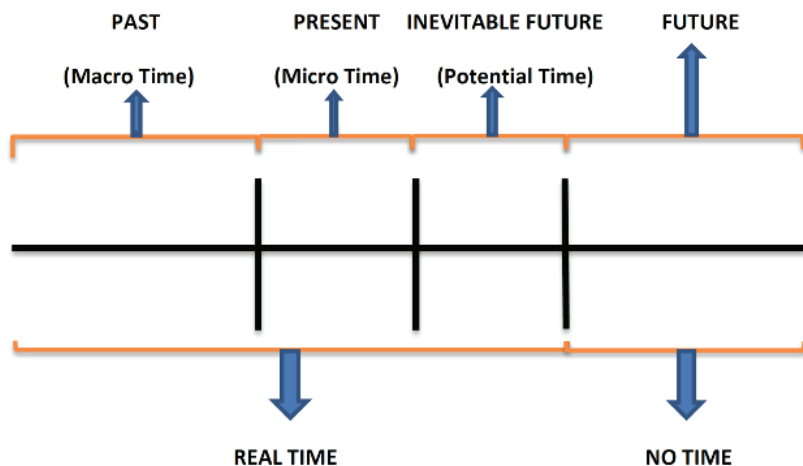 PAST PRESENT INEVITABLE FUTURE FUTURE
(Macro Time) (Micro Time) (Potential Time)
REAL TIME NO TIME